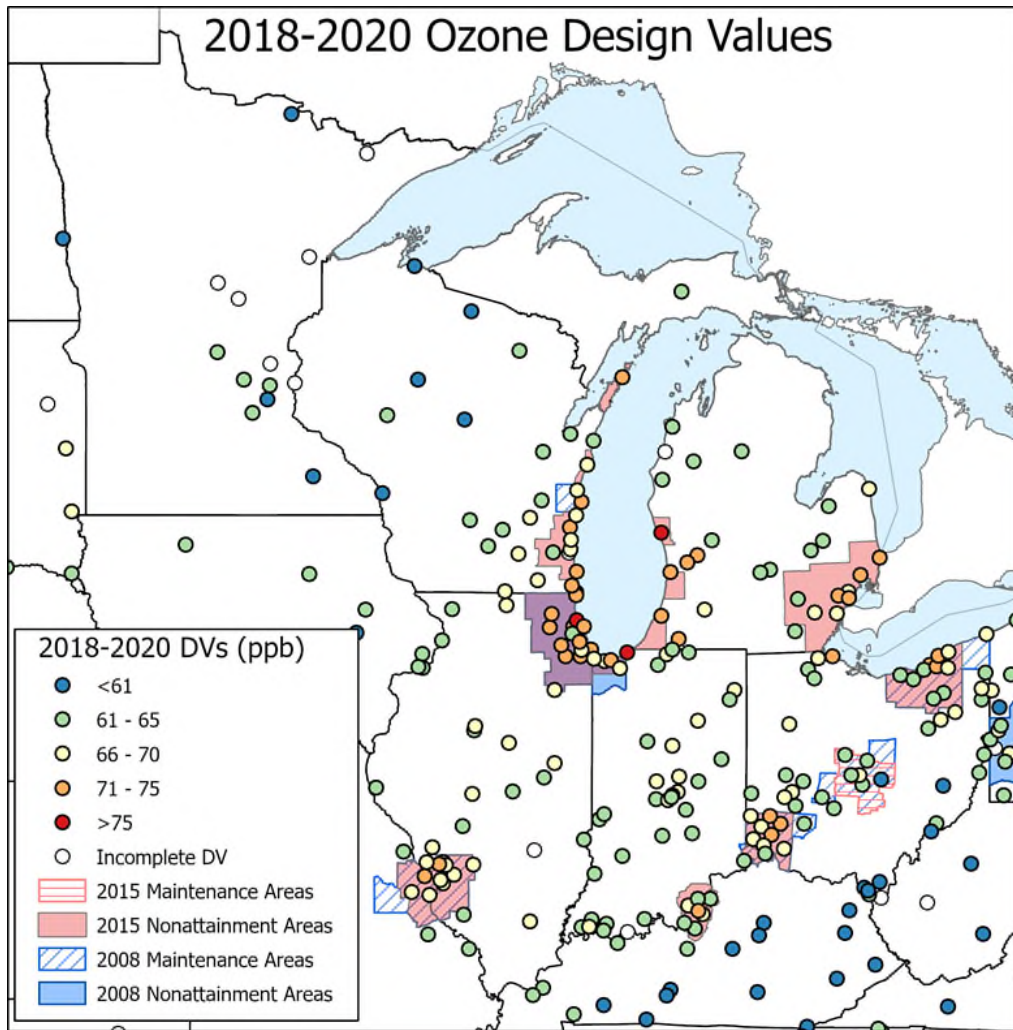 2018-2020 Ozone Design Values
2018-2020 DVs (ppb)
<61
61 - 65
66 - 70
71 - 75
>75
Incomplete DV
2015 Maintenance Areas
2015 Nonattainment Areas
2008 Maintenance Areas
2008 Nonattainment Areas